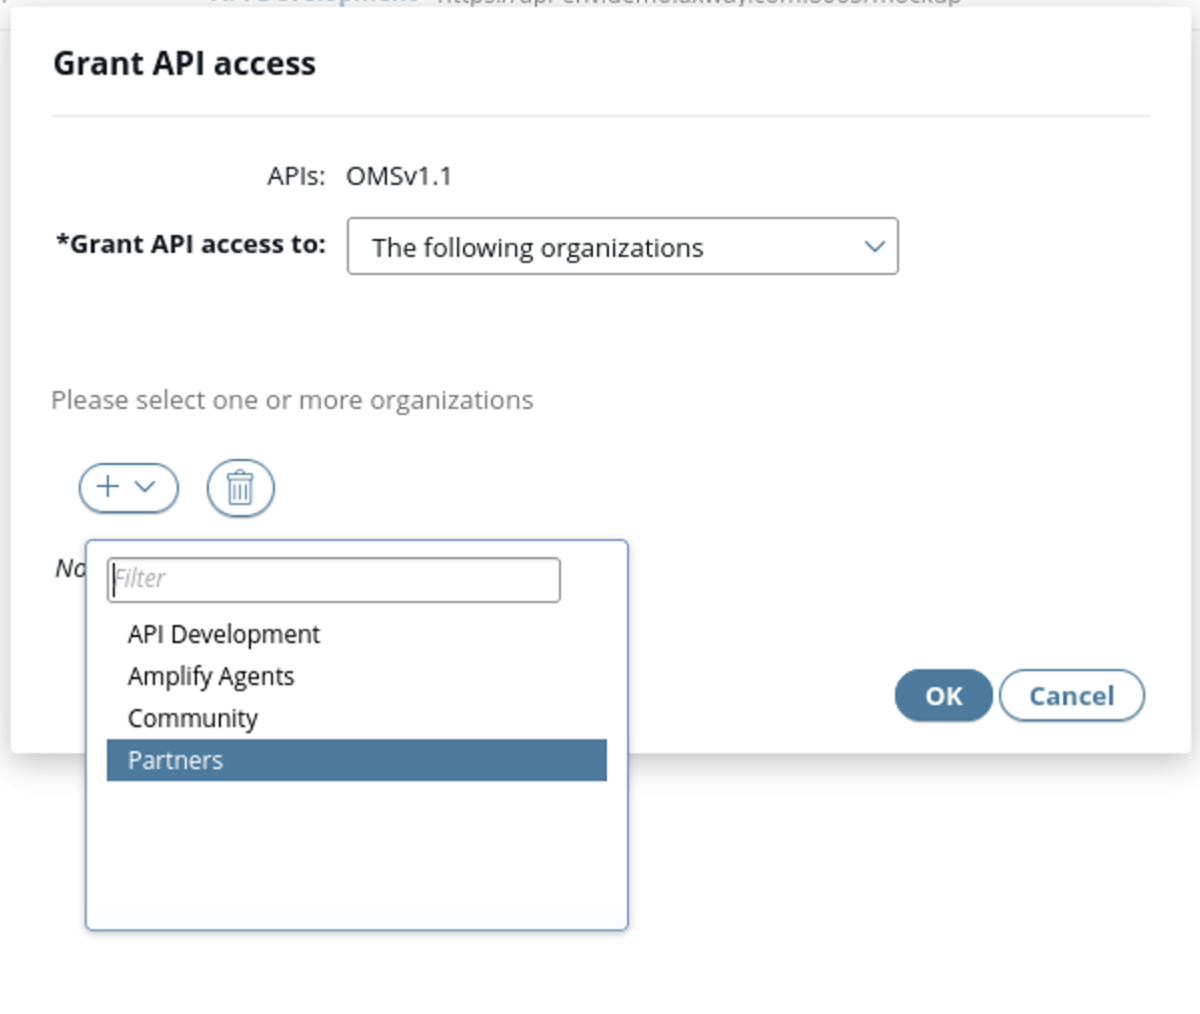 Grant API access
APIs: OMSv1.1
*Grant API access to: The following organizations
Please select one or more organizations
No
Filter
API Development
Amplify Agents
Community
Partners
OK Cancel